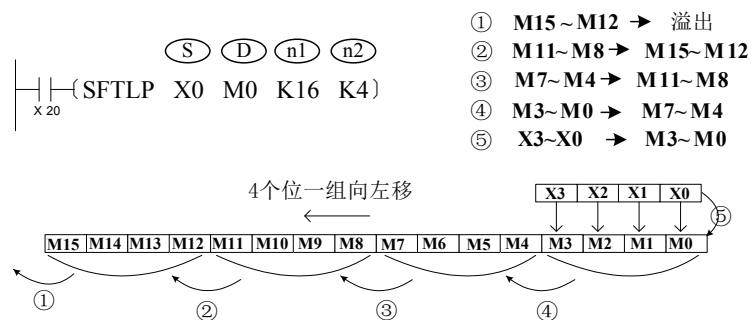 S D n1 n2
SFTLP X0 M0 K16 K4
X 20
① M15~M12 → 溢出
② M11~M8 → M15~M12
③ M7~M4 → M11~M8
④ M3~M0 → M7~M4
⑤ X3~X0 → M3~M0
4个位一组向左移
X3 X2 X1 X0
⑤
M15 M14 M13 M12 M11 M10 M9 M8 M7 M6 M5 M4 M3 M2 M1 M0
① ② ③ ④